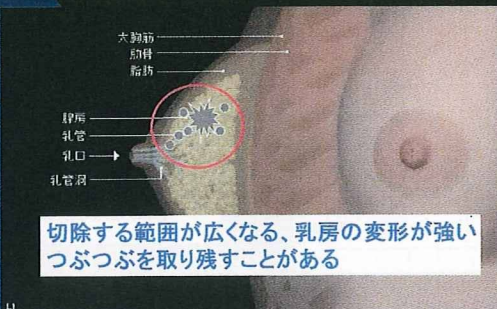 大胸筋
肋骨
脂肪
腺房
乳管
乳口
乳管洞
切除する範囲が広くなる、乳房の変形が強い
つぶつぶを取り残すことがある